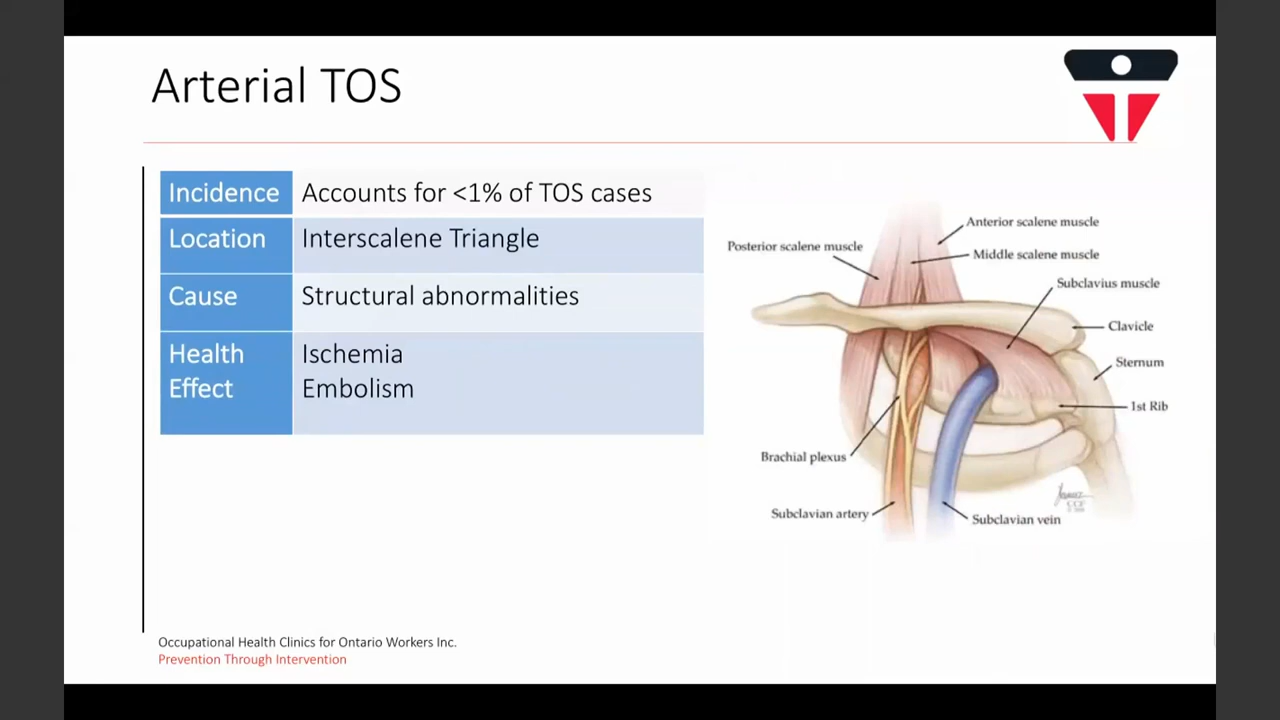 Arterial TOS
Incidence
Accounts for <1% of TOS cases
Location
Interscalene Triangle
Cause
Structural abnormalities
Health
Effect
Ischemia
Embolism
Anterior scalene muscle
Posterior scalene muscle
Middle scalene muscle
Subclavius muscle
Clavicle
Sternum
1st Rib
Brachial plexus
Subclavian artery
Subclavian vein
CCF
Occupational Health Clinics for Ontario Workers Inc.
Prevention Through Intervention